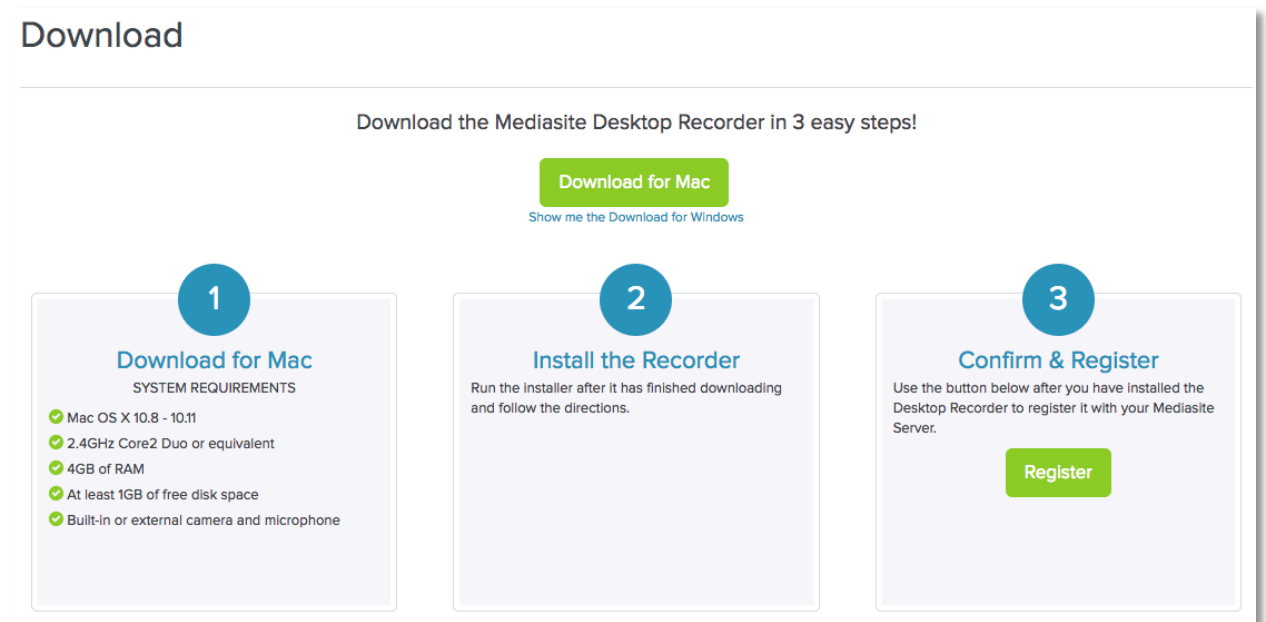 Download
Download the Mediasite Desktop Recorder in 3 easy steps!
Download for Mac
Show me the Download for Windows
1
Download for Mac
SYSTEM REQUIREMENTS
Mac OS X 10.8 - 10.11
2.4GHz Core2 Duo or equivalent
4GB of RAM
At least 1GB of free disk space
Built-in or external camera and microphone
2
Install the Recorder
Run the installer after it has finished downloading
and follow the directions.
3
Confirm & Register
Use the button below after you have installed the
Desktop Recorder to register it with your Mediasite
Server.
Register